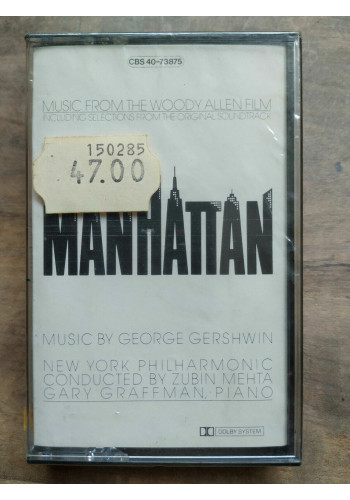 CBS 40-73875
MUSIC FROM THE WOODY ALLEN FILM
INCLUDING SELECTIONS FROM THE ORIGINAL SOUNDTRACK
150285
47.00
MANHATTAN
MUSIC BY GEORGE GERSHWIN
NEW YORK PHILHARMONIC
CONDUCTED BY ZUBIN MEHTA
GARY GRAFFMAN, PIANO
DOLBY SYSTEM